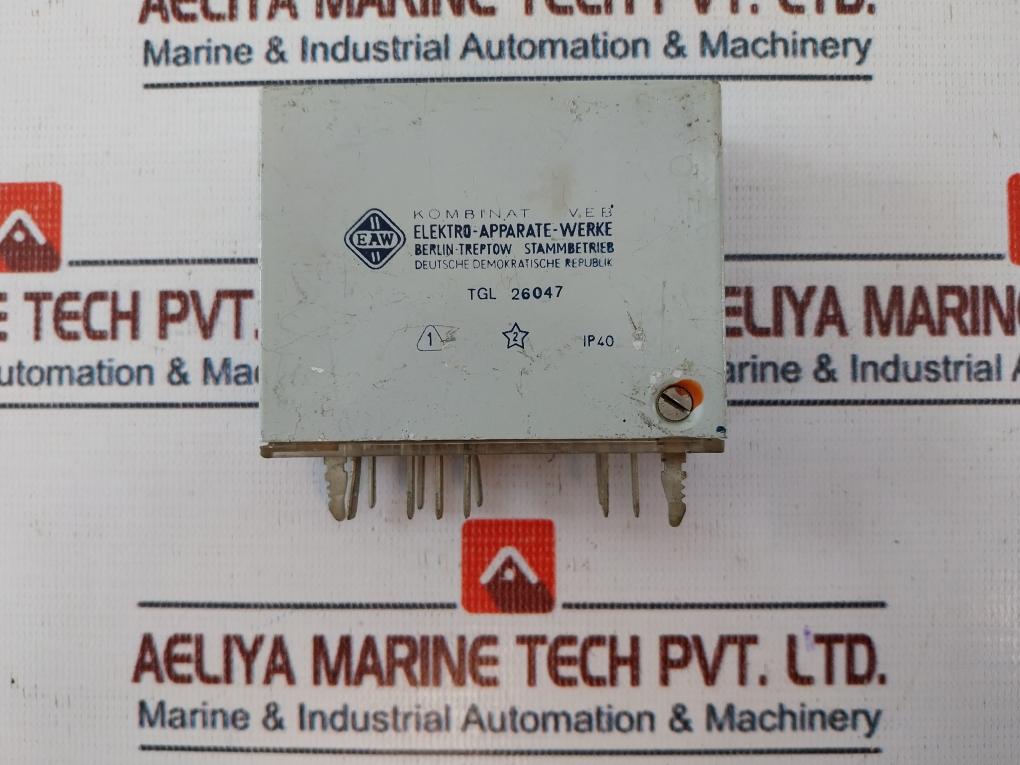 AELIYA MARINE TECH PVT. LTD.
Marine & Industrial Automation & Machinery
KOMBINAT VEB
EAW
ELEKTRO-APPARATE-WERKE
BERLIN-TREPTOW STAMMBETRIEB
DEUTSCHE DEMOKRATISCHE REPUBLIK
TGL 26047
1 2 IP40
E TECH PVT.
utomation & Ma
ELIYA MARIN
arine & Industrial A
AELIYA MARINE TECH PVT. LTD.
Marine & Industrial Automation & Machinery